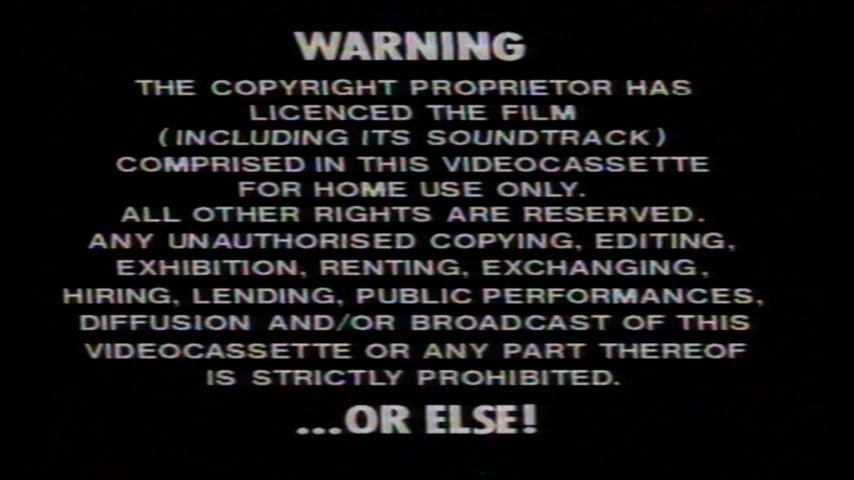 WARNING
THE COPYRIGHT PROPRIETOR HAS
LICENCED THE FILM
(INCLUDING ITS SOUNDTRACK)
COMPRISED IN THIS VIDEOCASSETTE
FOR HOME USE ONLY.
ALL OTHER RIGHTS ARE RESERVED.
ANY UNAUTHORISED COPYING, EDITING,
EXHIBITION, RENTING, EXCHANGING,
HIRING, LENDING, PUBLIC PERFORMANCES,
DIFFUSION AND/OR BROADCAST OF THIS
VIDEOCASSETTE OR ANY PART THEREOF
IS STRICTLY PROHIBITED.
...OR ELSE!